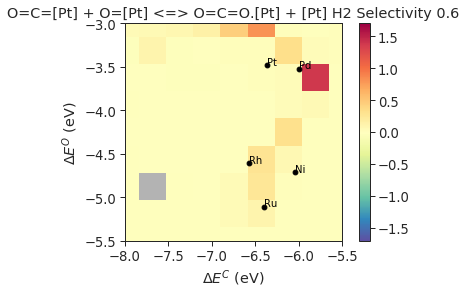 O=C=[Pt] + O=[Pt] <=> O=C=O.[Pt] + [Pt] H2 Selectivity 0.6
−3.0
−3.5
−4.0
−4.5
−5.0
−5.5
ΔE^O (eV)
Pt
Pd
Rh
Ni
Ru
−8.0 −7.5 −7.0 −6.5 −6.0 −5.5
ΔE^C (eV)
1.5
1.0
0.5
0.0
−0.5
−1.0
−1.5